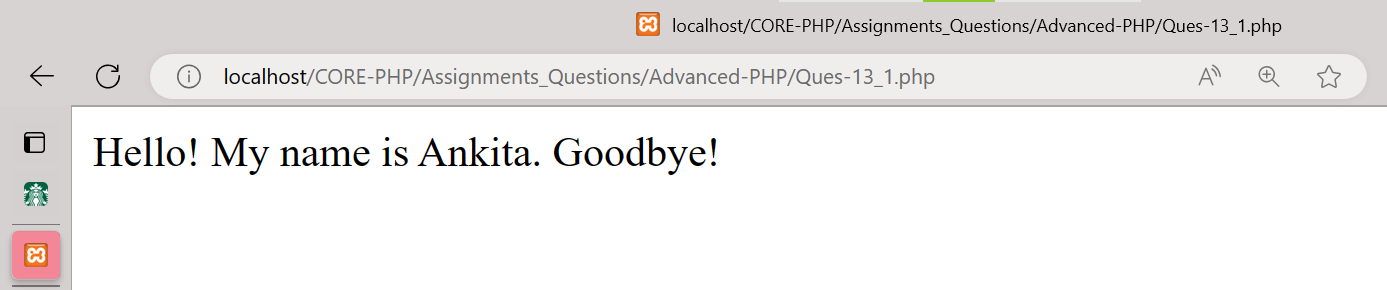 localhost/CORE-PHP/Assignments_Questions/Advanced-PHP/Ques-13_1.php
localhost/CORE-PHP/Assignments_Questions/Advanced-PHP/Ques-13_1.php
Hello! My name is Ankita. Goodbye!